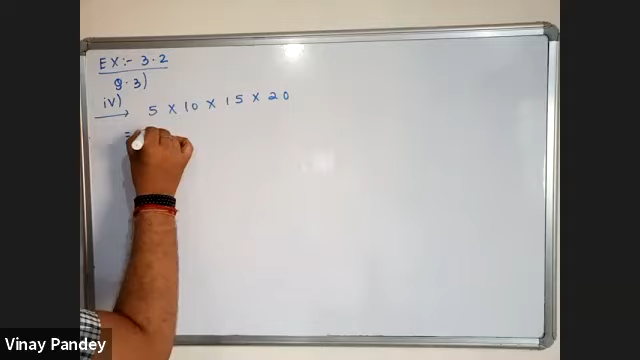 EX:- 3.2
Q.3)
iv)
5 X 10 X 15 X 20
=
Vinay Pandey